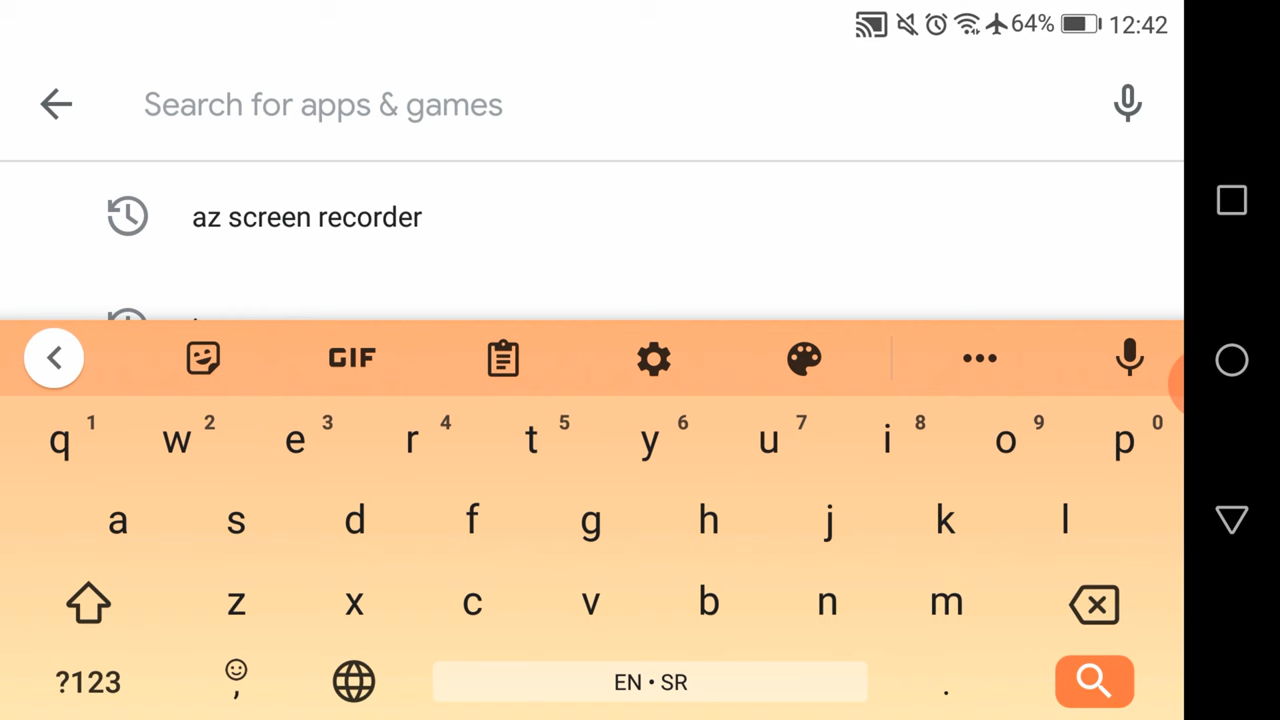 64% 12:42
Search for apps & games
az screen recorder
GIF
q 1 w 2 e 3 r 4 t 5 y 6 u 7 i 8 o 9 p 0
a s d f g h j k l
z x c v b n m
?123 , EN • SR .